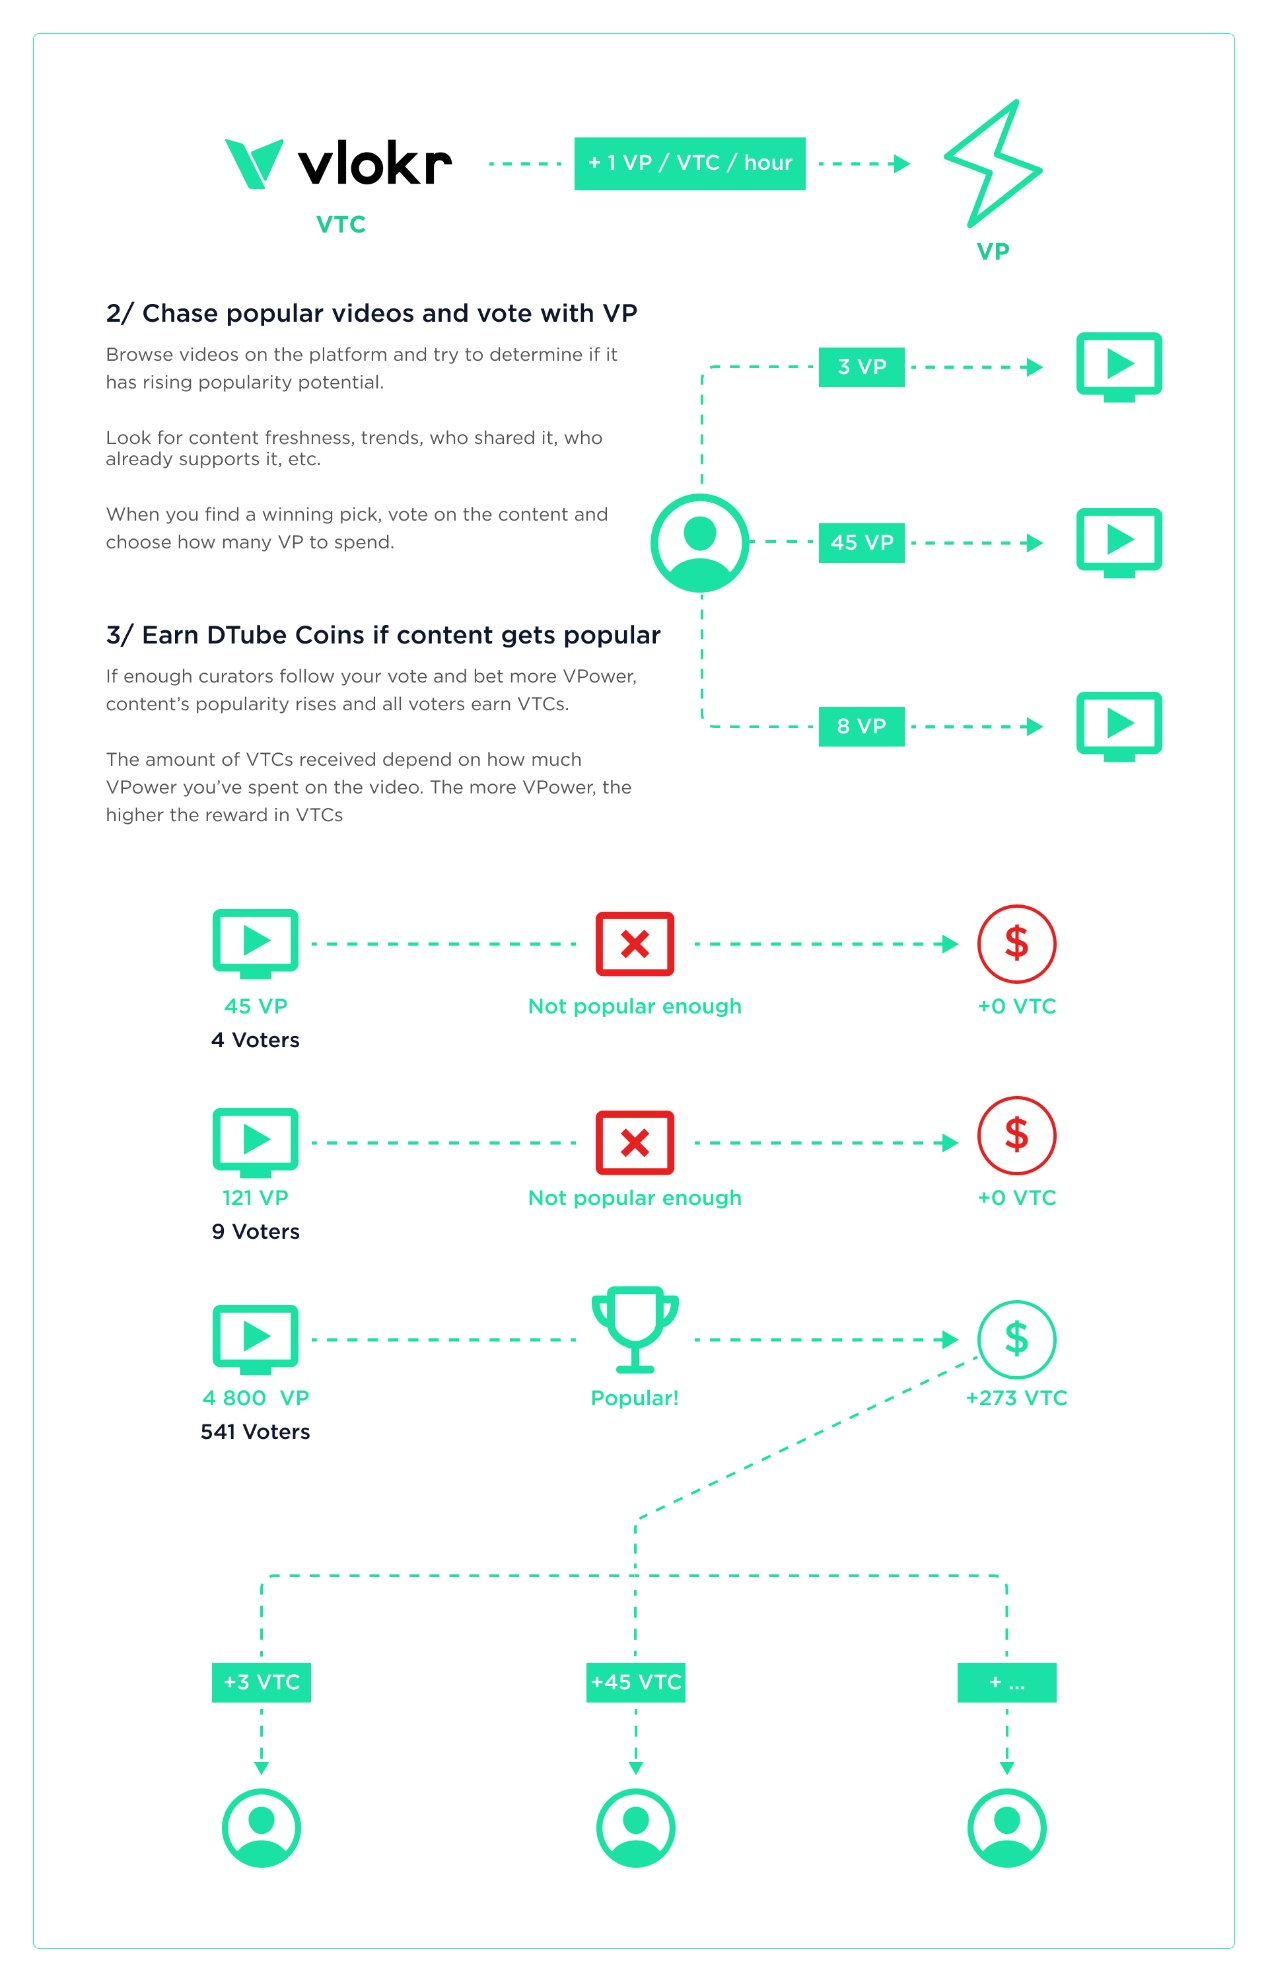 vlokr
VTC
+ 1 VP / VTC / hour
VP
2/ Chase popular videos and vote with VP
Browse videos on the platform and try to determine if it
has rising popularity potential.
Look for content freshness, trends, who shared it, who
already supports it, etc.
When you find a winning pick, vote on the content and
choose how many VP to spend.
3 VP
45 VP
8 VP
3/ Earn DTube Coins if content gets popular
If enough curators follow your vote and bet more VPower,
content’s popularity rises and all voters earn VTCs.
The amount of VTCs received depend on how much
VPower you’ve spent on the video. The more VPower, the
higher the reward in VTCs
45 VP
4 Voters
Not popular enough
$
+0 VTC
121 VP
9 Voters
Not popular enough
$
+0 VTC
4 800 VP
541 Voters
Popular!
$
+273 VTC
+3 VTC
+45 VTC
+ ...